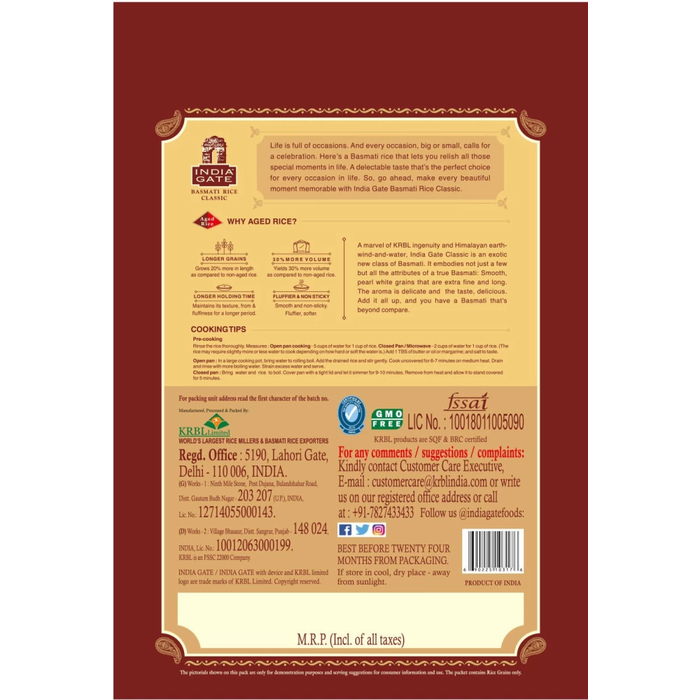 Life is full of occasions. And every occasion, big or small, calls for
a celebration. Here's a Basmati rice that lets you relish all those
special moments in life. A delectable taste that's the perfect choice
for every occasion in life. So, go ahead, make every beautiful
moment memorable with India Gate Basmati Rice Classic.
INDIA
GATE
BASMATI RICE
CLASSIC
Aged
Rice
WHY AGED RICE?
LONGER GRAINS
Grows 20% more in length
as compared to non-aged rice.
30% MORE VOLUME
Yields 30% more volume
as compared to non-aged rice.
LONGER HOLDING TIME
Maintains its texture, from &
fluffiness for a longer period.
FLUFFIER & NON STICKY
Smooth and non-sticky.
Fluffier, softer.
A marvel of KRBL ingenuity and Himalayan earth-
wind-and-water, India Gate Classic is an exotic
new class of Basmati. It embodies not just a few
but all the attributes of a true Basmati: Smooth,
pearl white grains that are extra fine and long.
The aroma is delicate and the taste, delicious.
Add it all up, and you have a Basmati that's
beyond compare.
COOKING TIPS
Pre-cooking
Rinse the rice thoroughly. Measures : Open pan cooking - 5 cups of water for 1 cup of rice. Closed Pan / Microwave - 2 cups of water for 1 cup of rice. (The
rice may require slightly more or less water to cook depending on how hard or soft the water is.) Add 1 TBS of butter or oil or margarine, and salt to taste.
Open pan : In a large cooking pot, bring water to rolling boil. Add the drained rice and stir gently. Cook uncovered for 6-7 minutes on medium heat. Drain
and rinse with more boiling water. Strain excess water and serve.
Closed pan : Bring water and rice to boil. Cover pan with a tight lid and let it simmer for 9-10 minutes. Remove from heat and allow it to stand covered
for 5 minutes.
For packing unit address read the first character of the batch no.
Manufactured, Processed & Packed By:
KRBL Limited
WORLD'S LARGEST RICE MILLERS & BASMATI RICE EXPORTERS
Regd. Office : 5190, Lahori Gate,
Delhi - 110 006, INDIA.
(G) Works - 1 : Ninth Mile Stone, Post Dujana, Bulandshahar Road,
Distt. Gautam Budh Nagar - 203 207 (U.P.), INDIA,
Lic. No. 12714055000143.
(D) Works - 2 : Village Bhasaur, Distt. Sangrur, Punjab - 148 024.
INDIA, Lic. No. 10012063000199.
KRBL is an FSSC 22000 Company
INDIA GATE / INDIA GATE with device and KRBL limited
logo are trade marks of KRBL Limited. Copyright reserved.
GMO
FREE
fssai
LIC No. : 10018011005090
KRBL products are SQF & BRC certified
For any comments / suggestions / complaints:
Kindly contact Customer Care Executive,
E-mail : customercare@krblindia.com or write
us on our registered office address or call
at : +91-7827433433 Follow us @indiagatefoods:
BEST BEFORE TWENTY FOUR
MONTHS FROM PACKAGING.
If store in cool, dry place - away
from sunlight.
PRODUCT OF INDIA
M.R.P. (Incl. of all taxes)
The pictorials shown on this pack are only for demonstration purposes and serving suggestions for consumer information and use. The packet contains Rice Grains only.